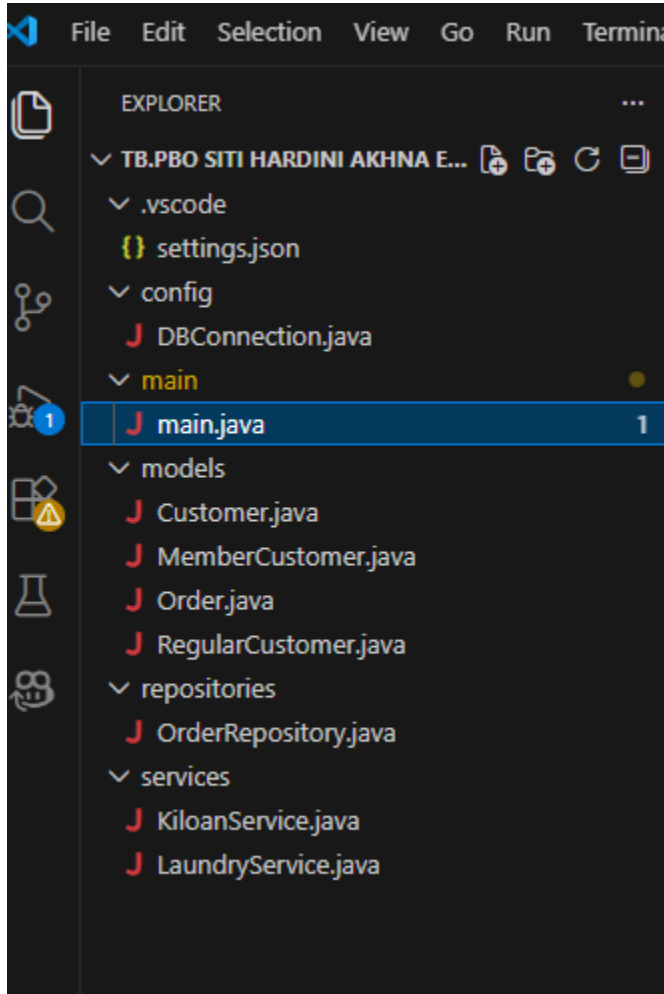 File Edit Selection View Go Run
EXPLORER ...
TB.PBO SITI HARDINI AKHNA E...
.vscode
{} settings.json
config
J DBConnection.java
main
1
J main.java 1
models
J Customer.java
J MemberCustomer.java
J Order.java
J RegularCustomer.java
repositories
J OrderRepository.java
services
J KiloanService.java
J LaundryService.java